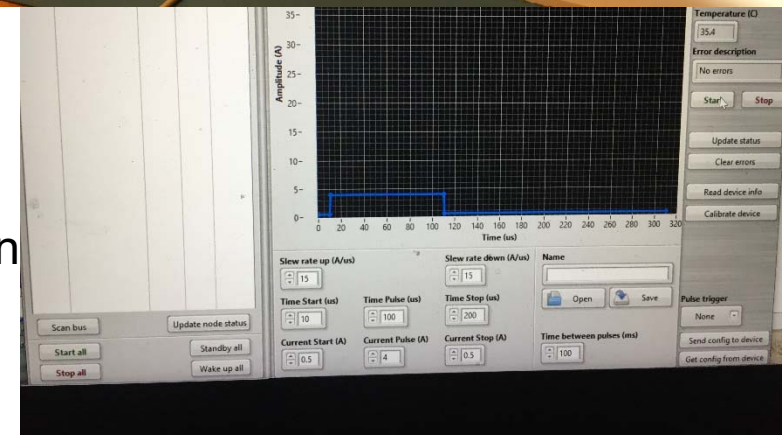 n
Scan bus
Update node status
Start all
Standby all
Stop all
Wake up all
Amplitude (A)
35-
30-
25-
20-
15-
10-
5-
0-
0 20 40 60 80 100 120 140 160 180 200 220 240 260 280 300 320
Time (us)
Slew rate up (A/us)
15
Slew rate down (A/us)
15
Time Start (us)
10
Time Pulse (us)
100
Time Stop (us)
200
Current Start (A)
0.5
Current Pulse (A)
4
Current Stop (A)
0.5
Name
Open
Save
Time between pulses (ms)
100
Temperature (C)
35.4
Error description
No errors
Start
Stop
Update status
Clear errors
Read device info
Calibrate device
Pulse trigger
None
Send config to device
Get config from device